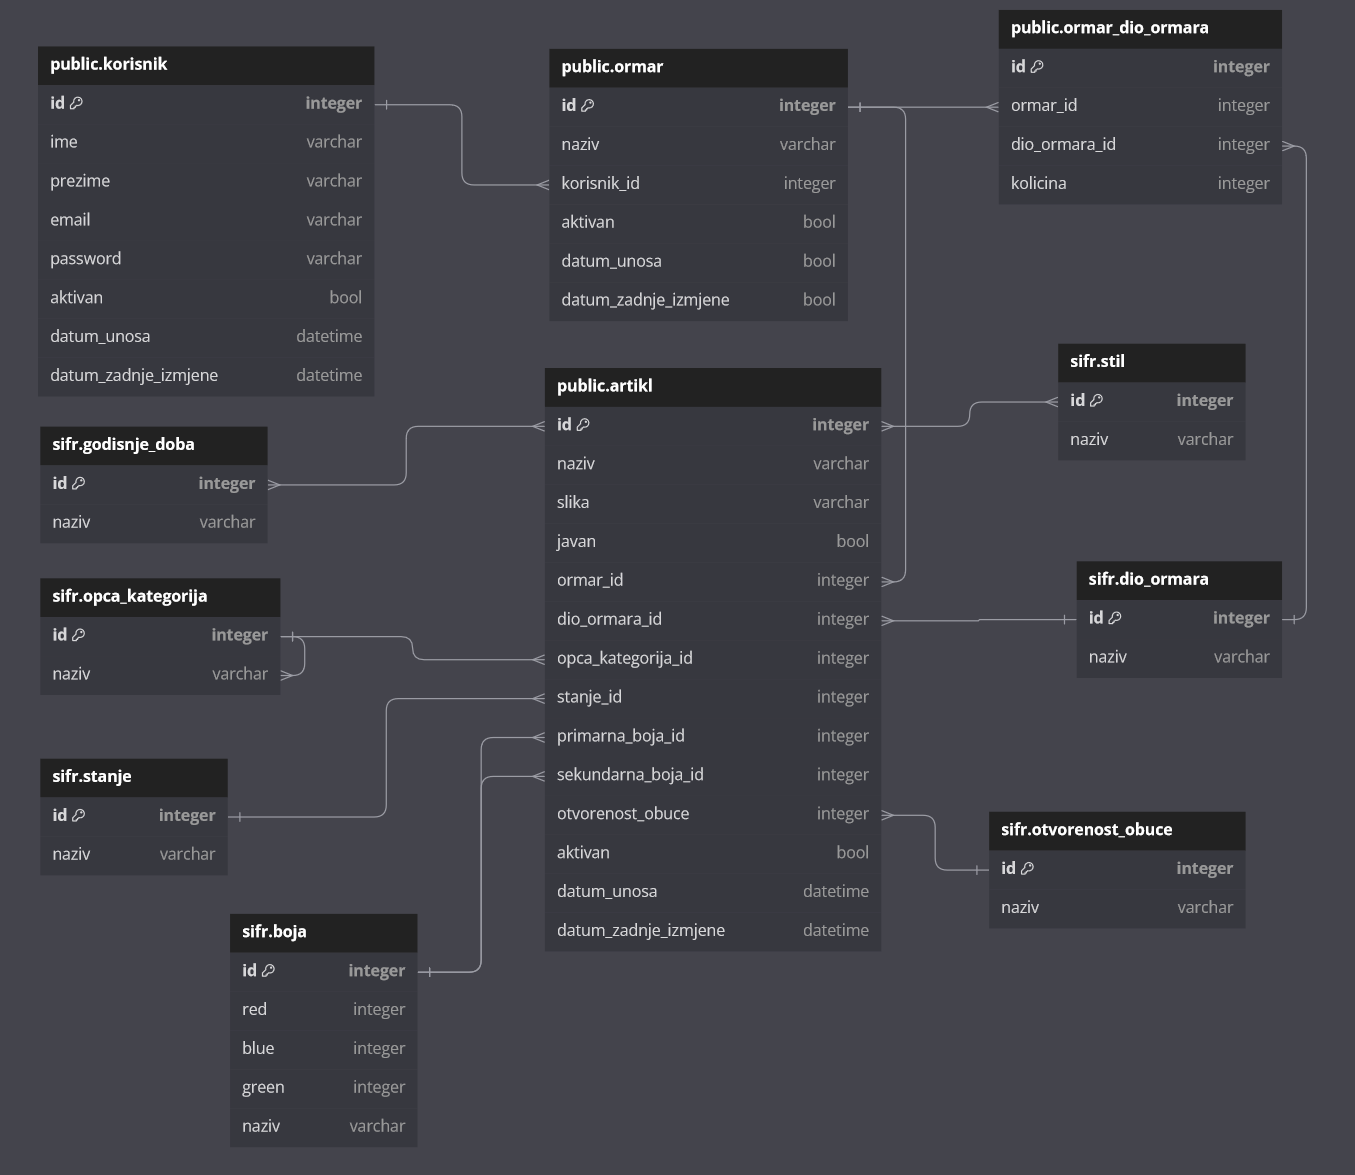 public.korisnik
id integer
ime varchar
prezime varchar
email varchar
password varchar
aktivan bool
datum_unosa datetime
datum_zadnje_izmjene datetime
public.ormar
id integer
naziv varchar
korisnik_id integer
aktivan bool
datum_unosa bool
datum_zadnje_izmjene bool
public.ormar_dio_ormara
id integer
ormar_id integer
dio_ormara_id integer
kolicina integer
sifr.godisnje_doba
id integer
naziv varchar
sifr.opca_kategorija
id integer
naziv varchar
sifr.stanje
id integer
naziv varchar
sifr.boja
id integer
red integer
blue integer
green integer
naziv varchar
public.artikl
id integer
naziv varchar
slika varchar
javan bool
ormar_id integer
dio_ormara_id integer
opca_kategorija_id integer
stanje_id integer
primarna_boja_id integer
sekundarna_boja_id integer
otvorenost_obuce integer
aktivan bool
datum_unosa datetime
datum_zadnje_izmjene datetime
sifr.stil
id integer
naziv varchar
sifr.dio_ormara
id integer
naziv varchar
sifr.otvorenost_obuce
id integer
naziv varchar